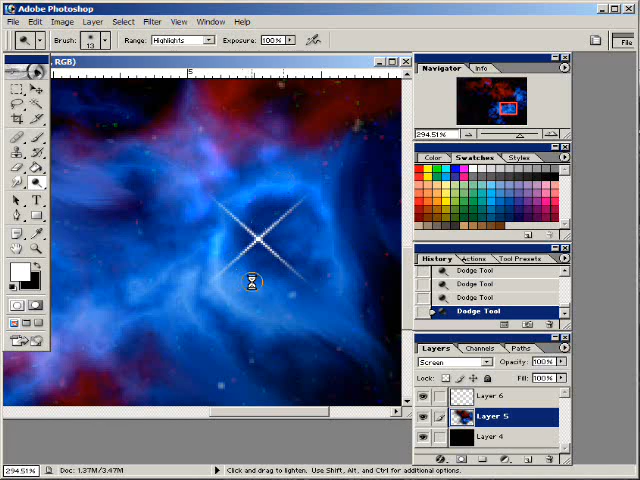 Adobe Photoshop
File Edit Image Layer Select Filter View Window Help
Brush: 13 Range: Highlights Exposure: 100%
File
.RGB)
5
Navigator Info
294.51%
Color Swatches Styles
History Actions Tool Presets
Dodge Tool
Dodge Tool
Dodge Tool
Dodge Tool
Layers Channels Paths
Screen Opacity: 100%
Lock: Fill: 100%
Layer 6
Layer 5
Layer 4
294.51% Doc: 1.37M/3.47M Click and drag to lighten. Use Shift, Alt, and Ctrl for additional options.